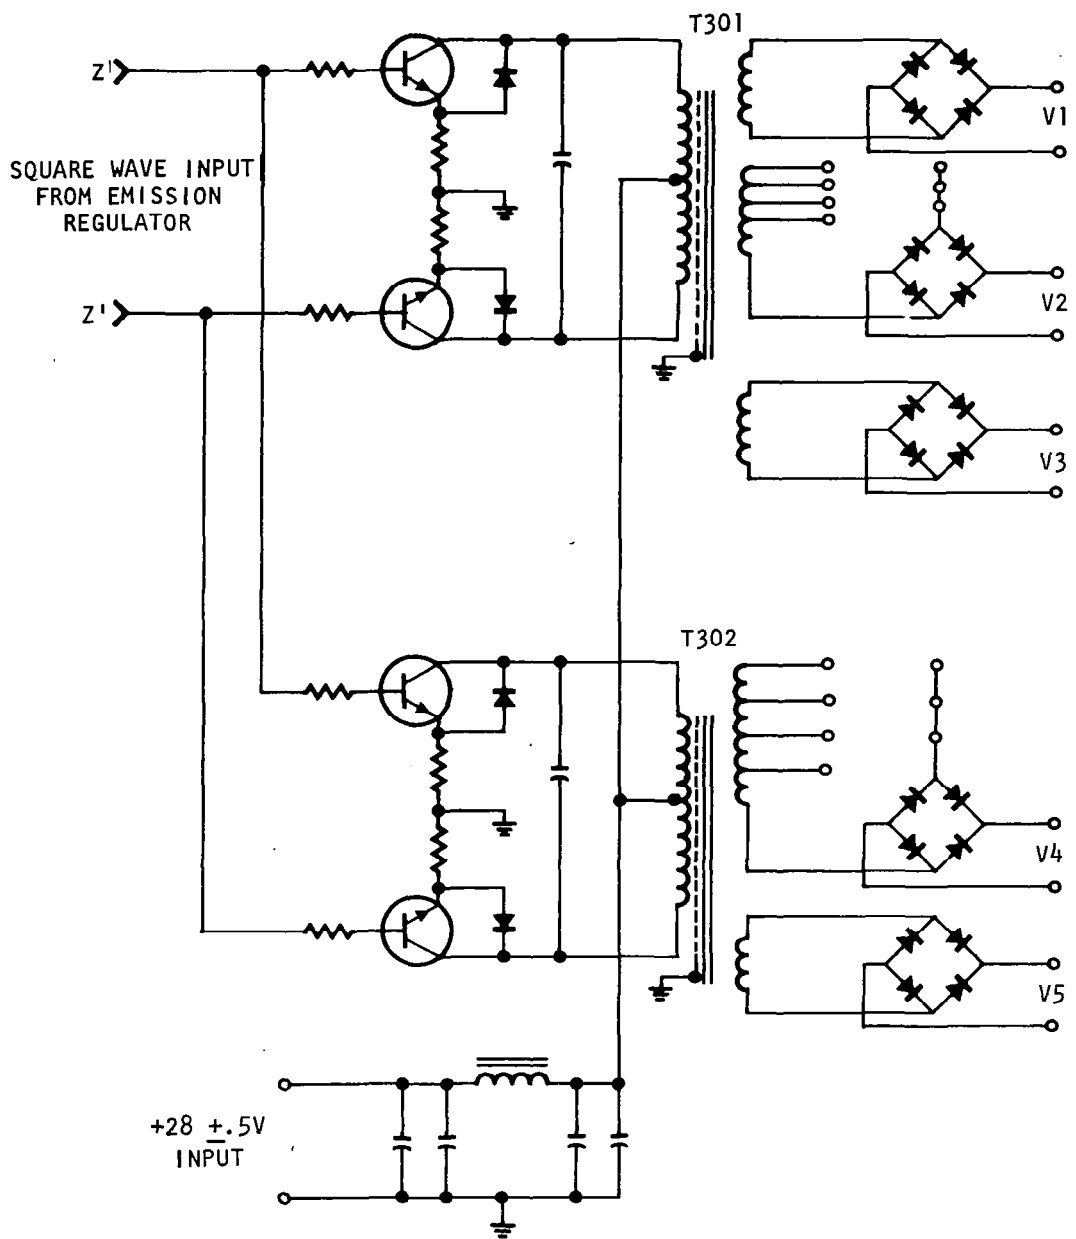 T301
Z'
V1
SQUARE WAVE INPUT
FROM EMISSION
REGULATOR
V2
Z'
V3
T302
V4
V5
+28 ±.5V
INPUT